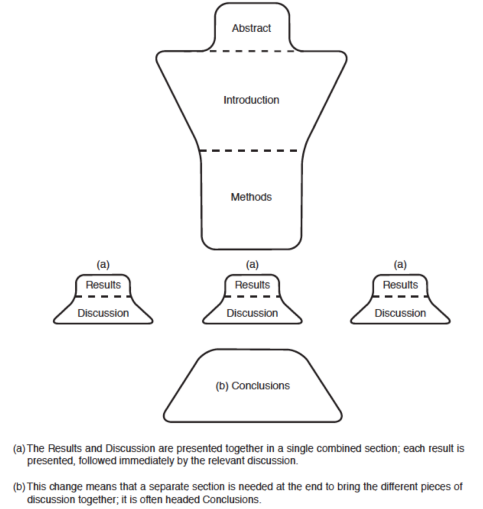 Abstract
Introduction
Methods
(a)
(a)
(a)
Results
Results
Results
Discussion
Discussion
Discussion
(b) Conclusions
(a) The Results and Discussion are presented together in a single combined section; each result is
presented, followed immediately by the relevant discussion.
(b) This change means that a separate section is needed at the end to bring the different pieces of
discussion together; it is often headed Conclusions.